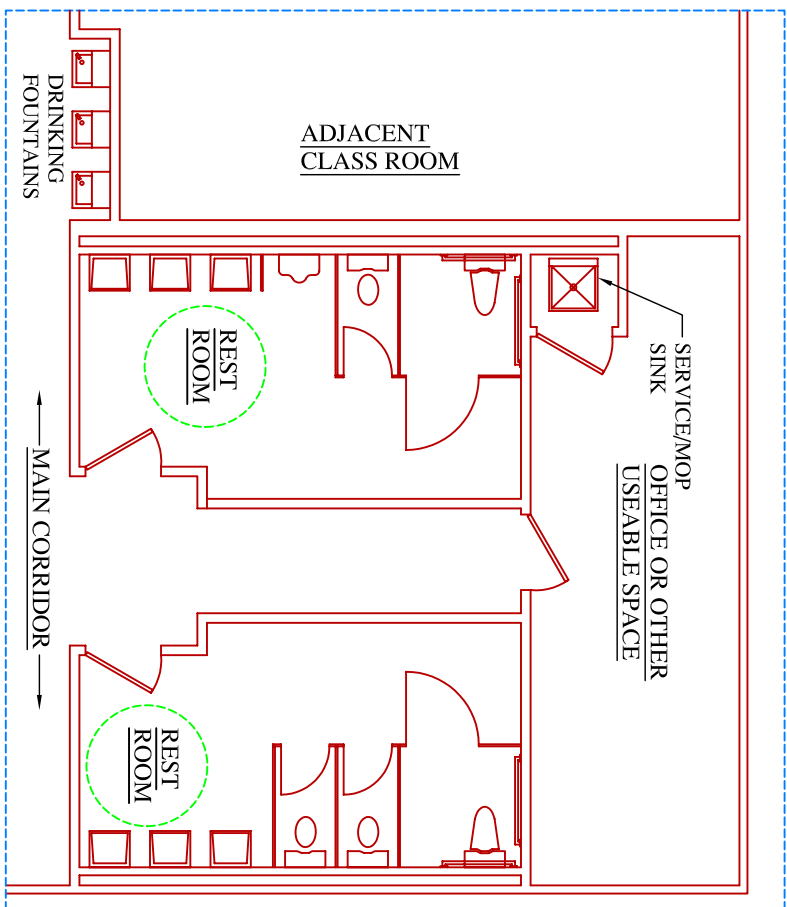 DRINKING
FOUNTAINS
ADJACENT
CLASS ROOM
REST
ROOM
SERVICE/MOP
SINK
OFFICE OR OTHER
USEABLE SPACE
MAIN CORRIDOR
REST
ROOM